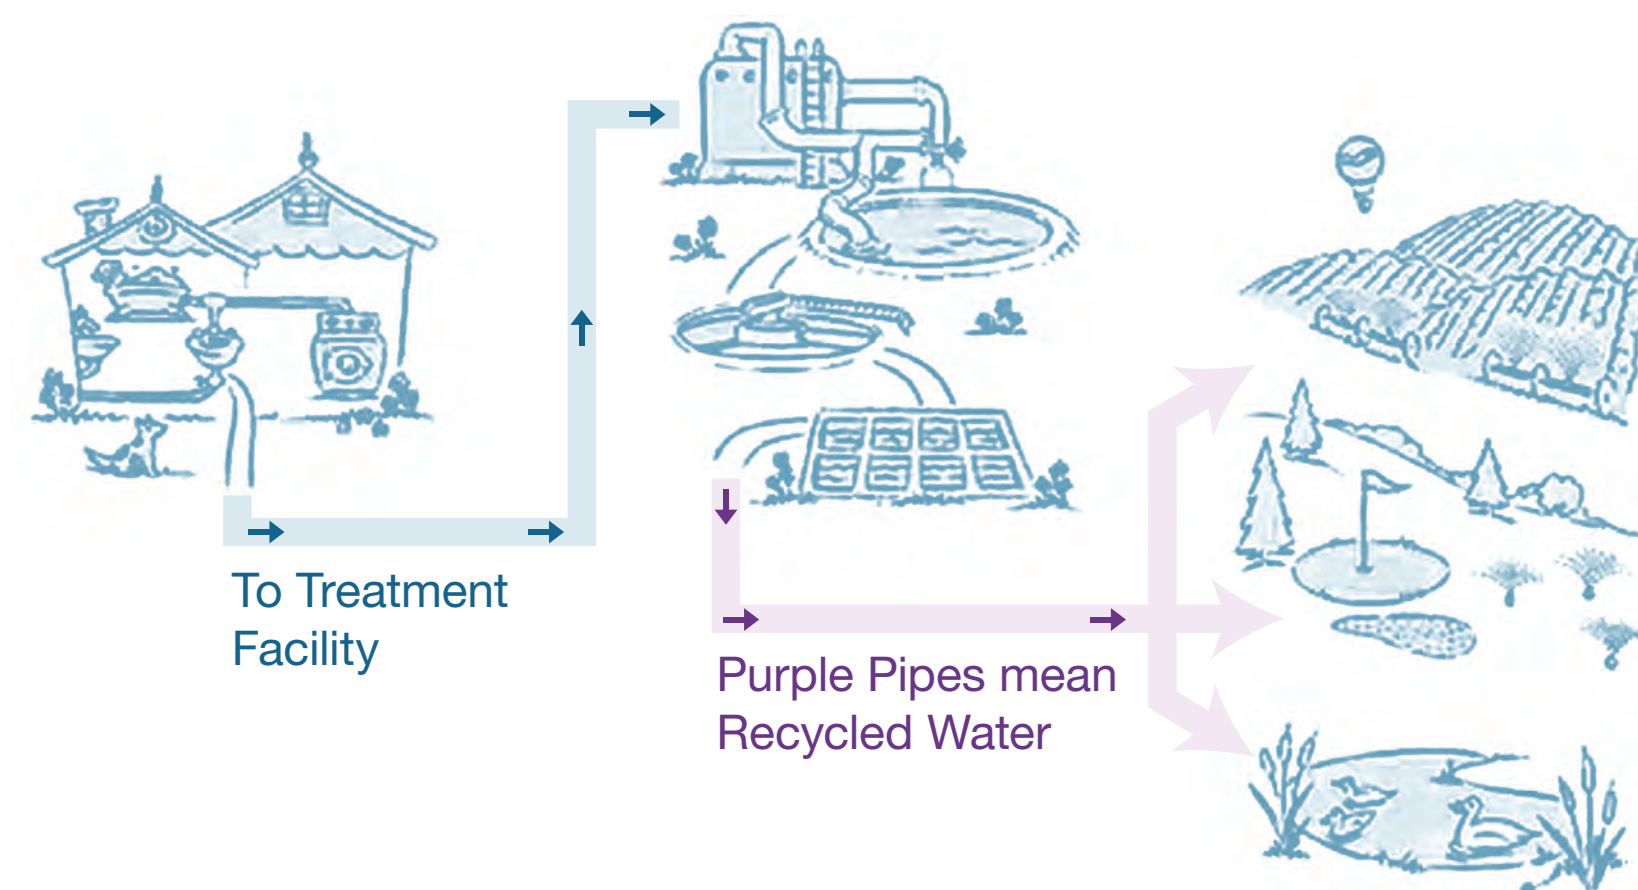 To Treatment
Facility
Purple Pipes mean
Recycled Water